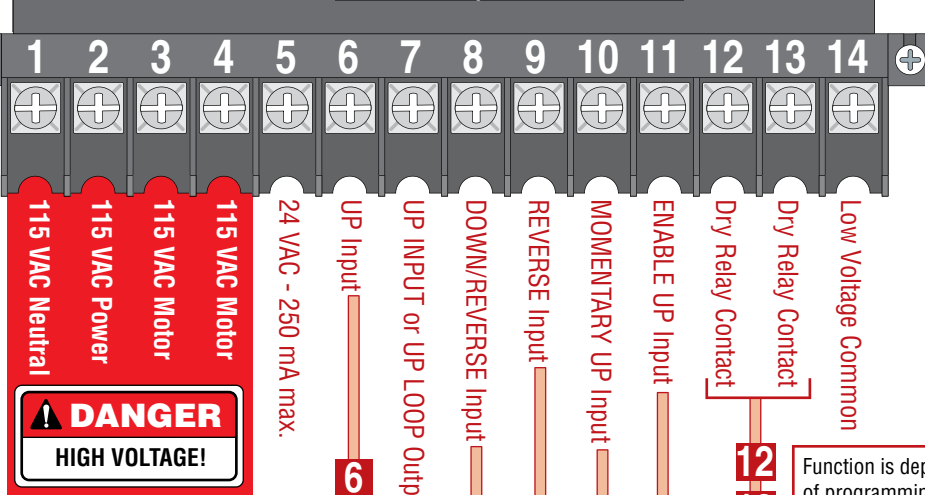 1 2 3 4 5 6 7 8 9 10 11 12 13 14
115 VAC Neutral
115 VAC Power
115 VAC Motor
115 VAC Motor
24 VAC - 250 mA max.
UP Input
UP INPUT or UP LOOP
DOWN/REVERSE Input
REVERSE Input
MOMENTARY UP Input
ENABLE UP Input
Dry Relay Contact
Dry Relay Contact
Low Voltage Common
DANGER
HIGH VOLTAGE!
6
12
Function is
of